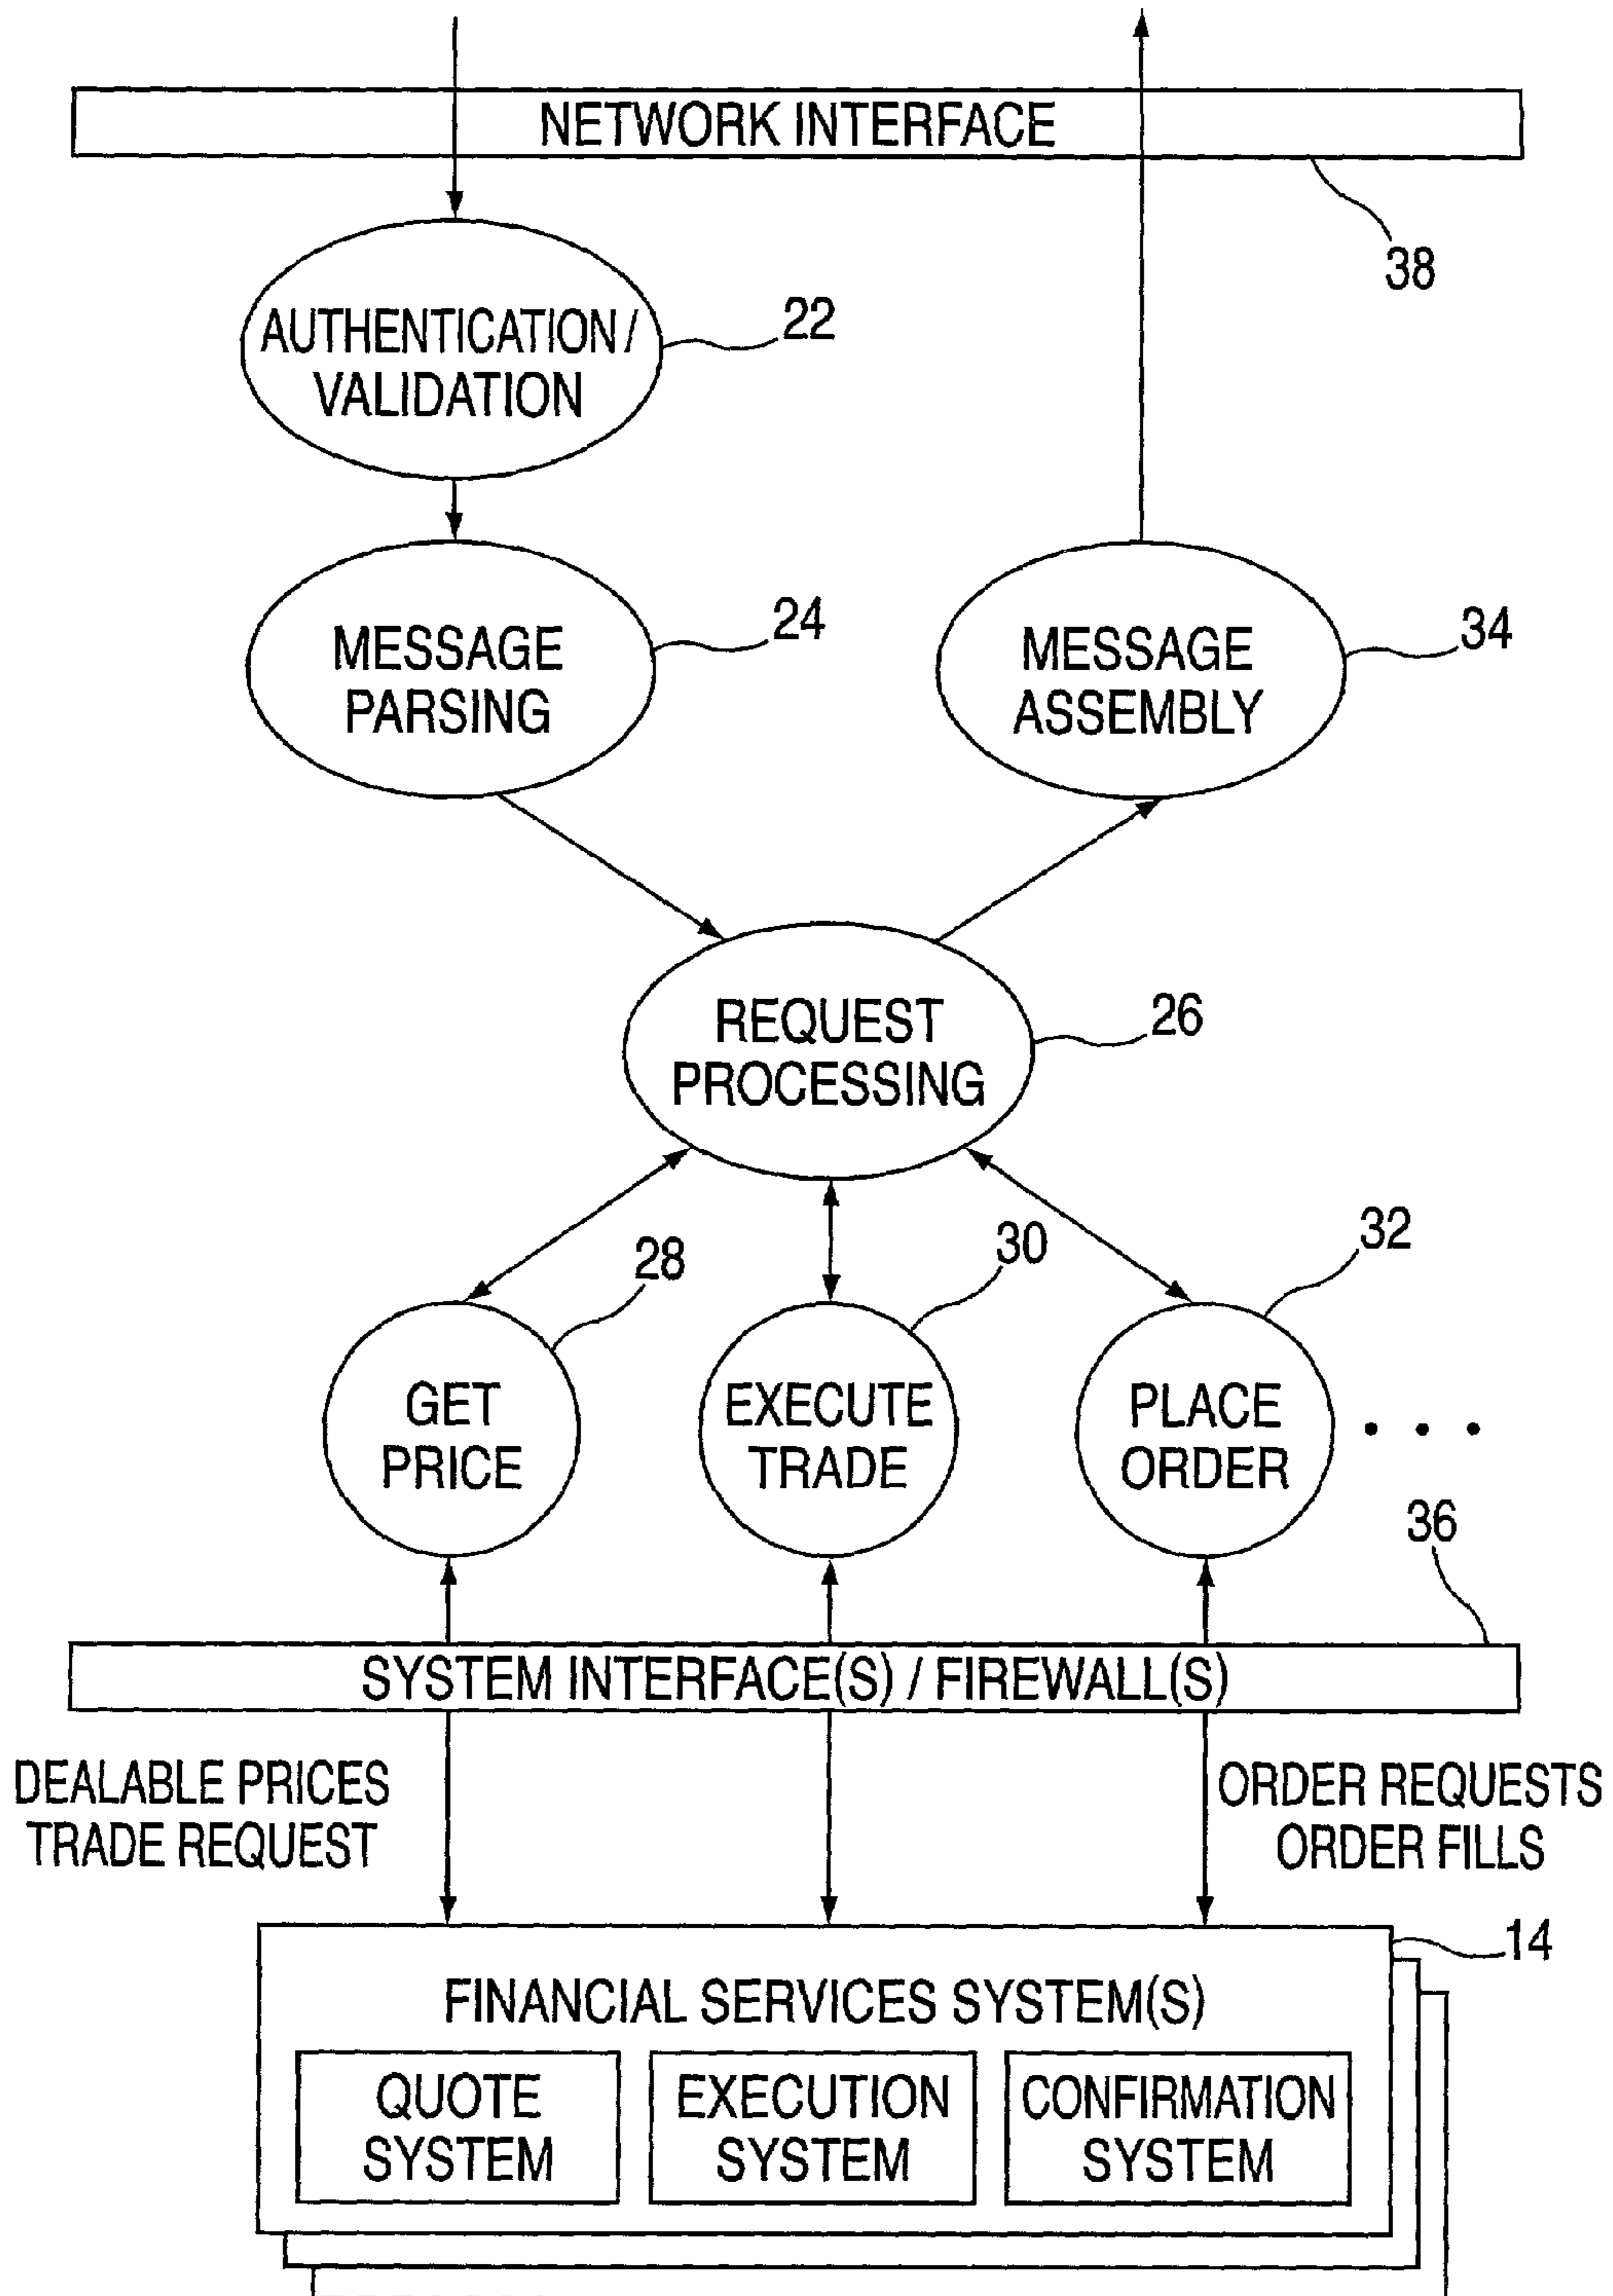 NETWORK INTERFACE
38
AUTHENTICATION /
VALIDATION
22
MESSAGE
PARSING
24
MESSAGE
ASSEMBLY
34
REQUEST
PROCESSING
26
28
30
32
GET
PRICE
EXECUTE
TRADE
PLACE
ORDER
• • •
36
SYSTEM INTERFACE(S) / FIREWALL(S)
DEALABLE PRICES
TRADE REQUEST
ORDER REQUESTS
ORDER FILLS
14
FINANCIAL SERVICES SYSTEM(S)
QUOTE
SYSTEM
EXECUTION
SYSTEM
CONFIRMATION
SYSTEM